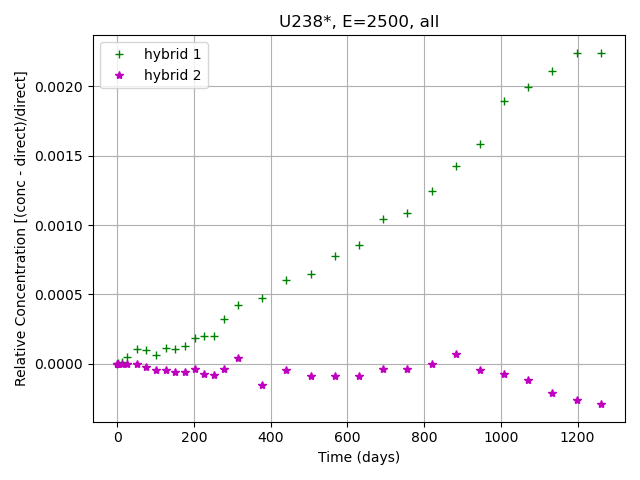 U238*, E=2500, all
hybrid 1
hybrid 2
Relative Concentration [(conc - direct)/direct]
0.0020
0.0015
0.0010
0.0005
0.0000
0 200 400 600 800 1000 1200
Time (days)